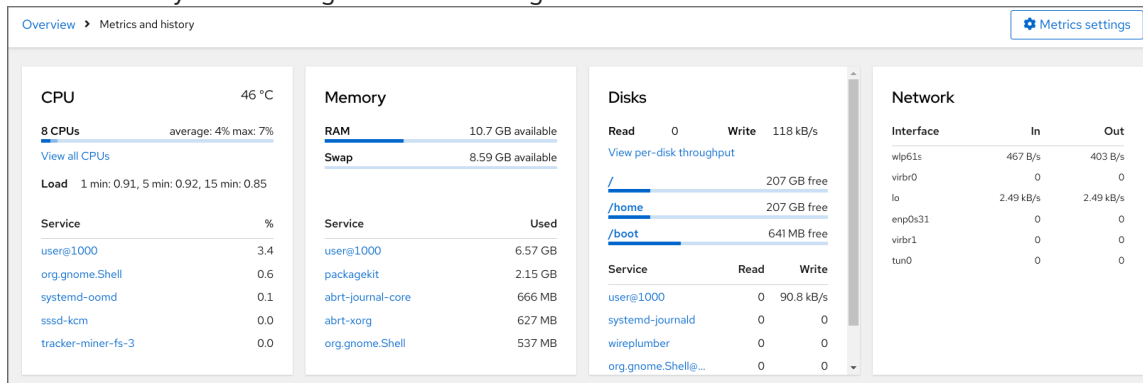 Overview > Metrics and history
Metrics settings
CPU 46 °C
8 CPUs average: 4% max: 7%
View all CPUs
Load 1 min: 0.91, 5 min: 0.92, 15 min: 0.85
Service %
user@1000 3.4
org.gnome.Shell 0.6
systemd-oomd 0.1
sssd-kcm 0.0
tracker-miner-fs-3 0.0
Memory
RAM 10.7 GB available
Swap 8.59 GB available
Service Used
user@1000 6.57 GB
packagekit 2.15 GB
abrt-journal-core 666 MB
abrt-xorg 627 MB
org.gnome.Shell 537 MB
Disks
Read 0 Write 118 kB/s
View per-disk throughput
/ 207 GB free
/home 207 GB free
/boot 641 MB free
Service Read Write
user@1000 0 90.8 kB/s
systemd-journald 0 0
wireplumber 0 0
org.gnome.Shell@... 0 0
Network
Interface In Out
wlp61s 467 B/s 403 B/s
virbr0 0 0
lo 2.49 kB/s 2.49 kB/s
enp0s31 0 0
virbr1 0 0
tun0 0 0